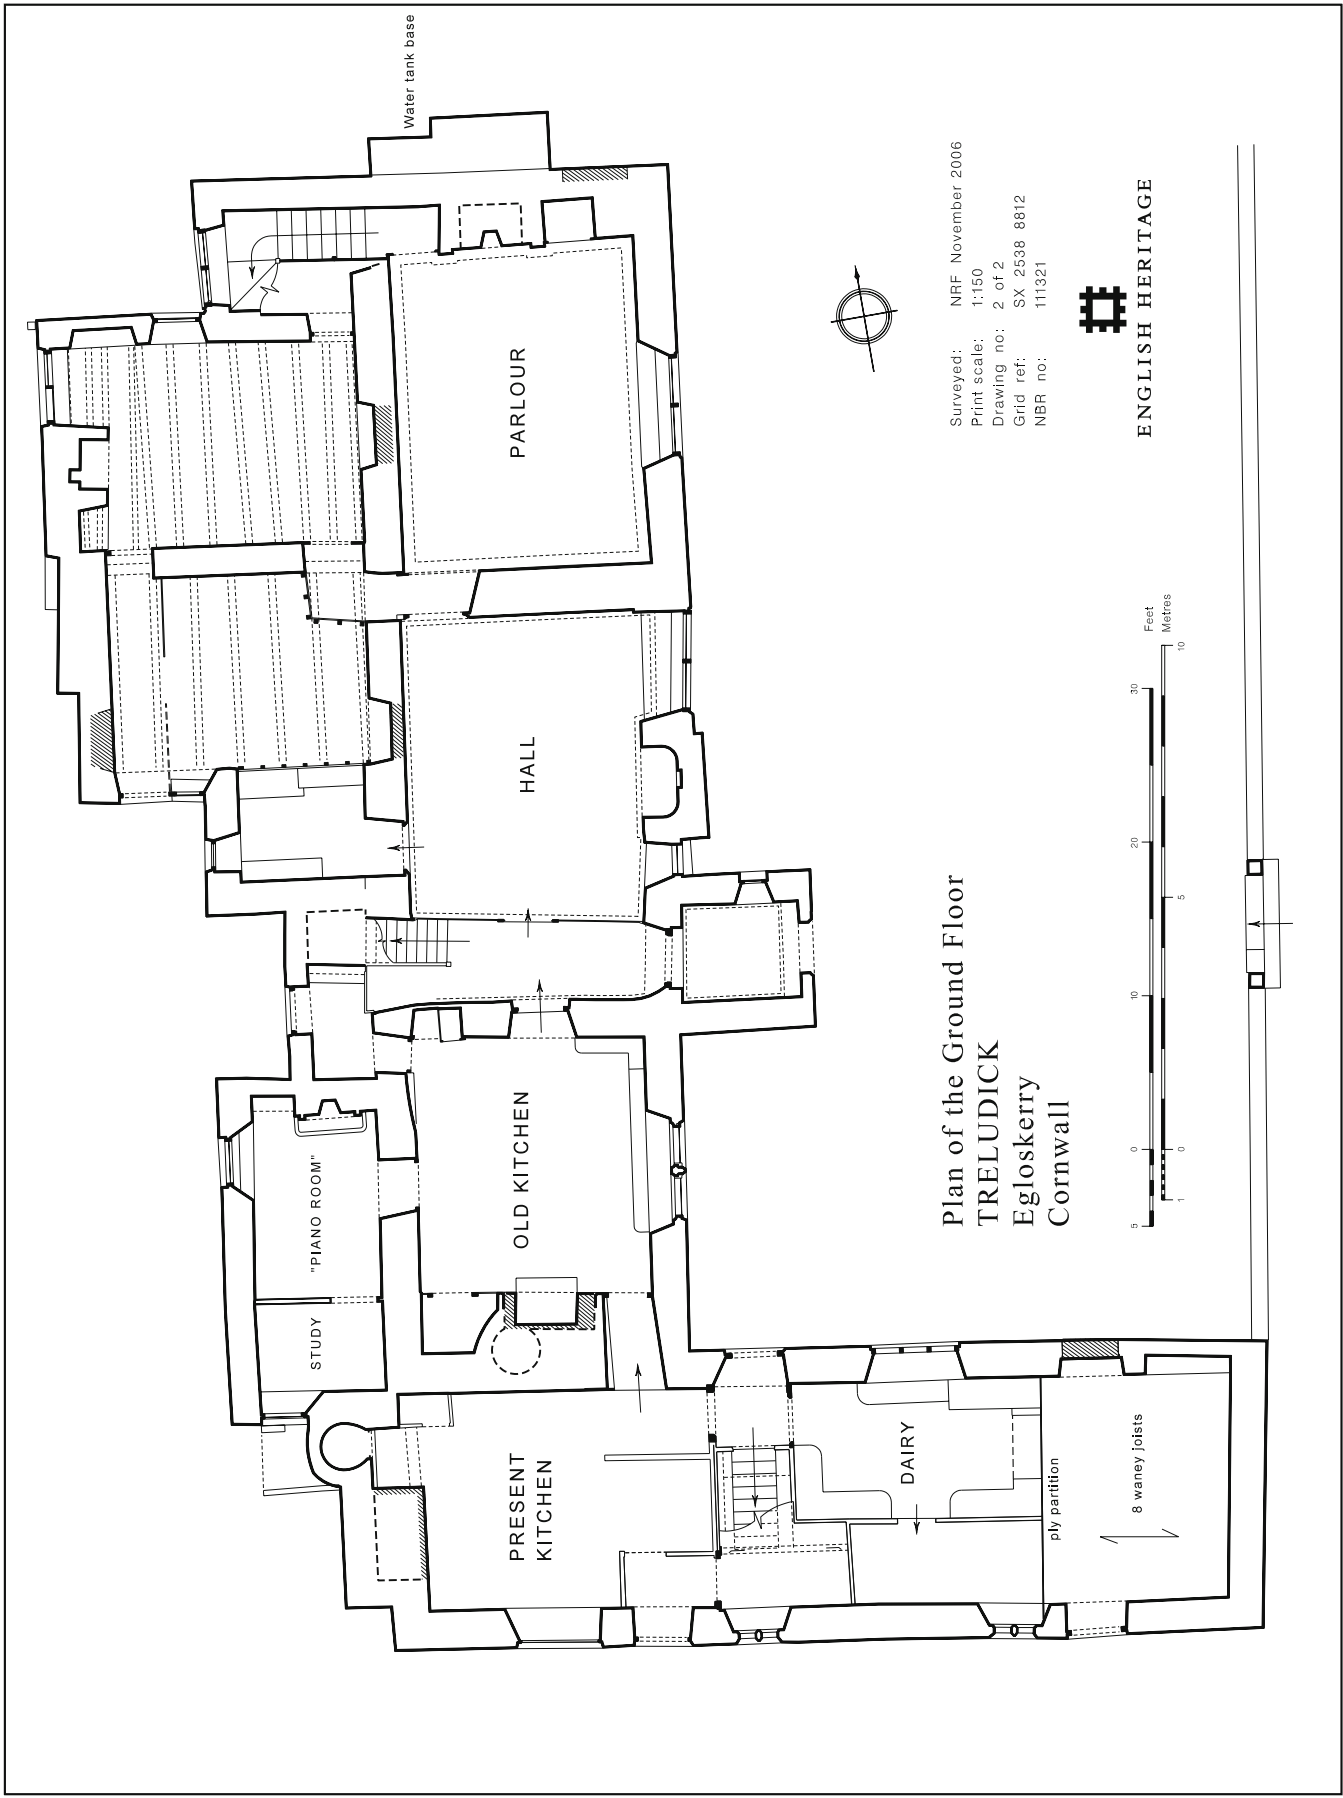 Water tank base
PARLOUR
HALL
OLD KITCHEN
"PIANO ROOM"
STUDY
PRESENT
KITCHEN
DAIRY
ply partition
8 waney joists
Plan of the Ground Floor
TRELUDICK
Egloskerry
Cornwall
5 0 10 20 30 Feet
1 0 5 10 Metres
Surveyed: NRF November 2006
Print scale: 1:150
Drawing no: 2 of 2
Grid ref: SX 2538 8812
NBR no: 111321
ENGLISH HERITAGE